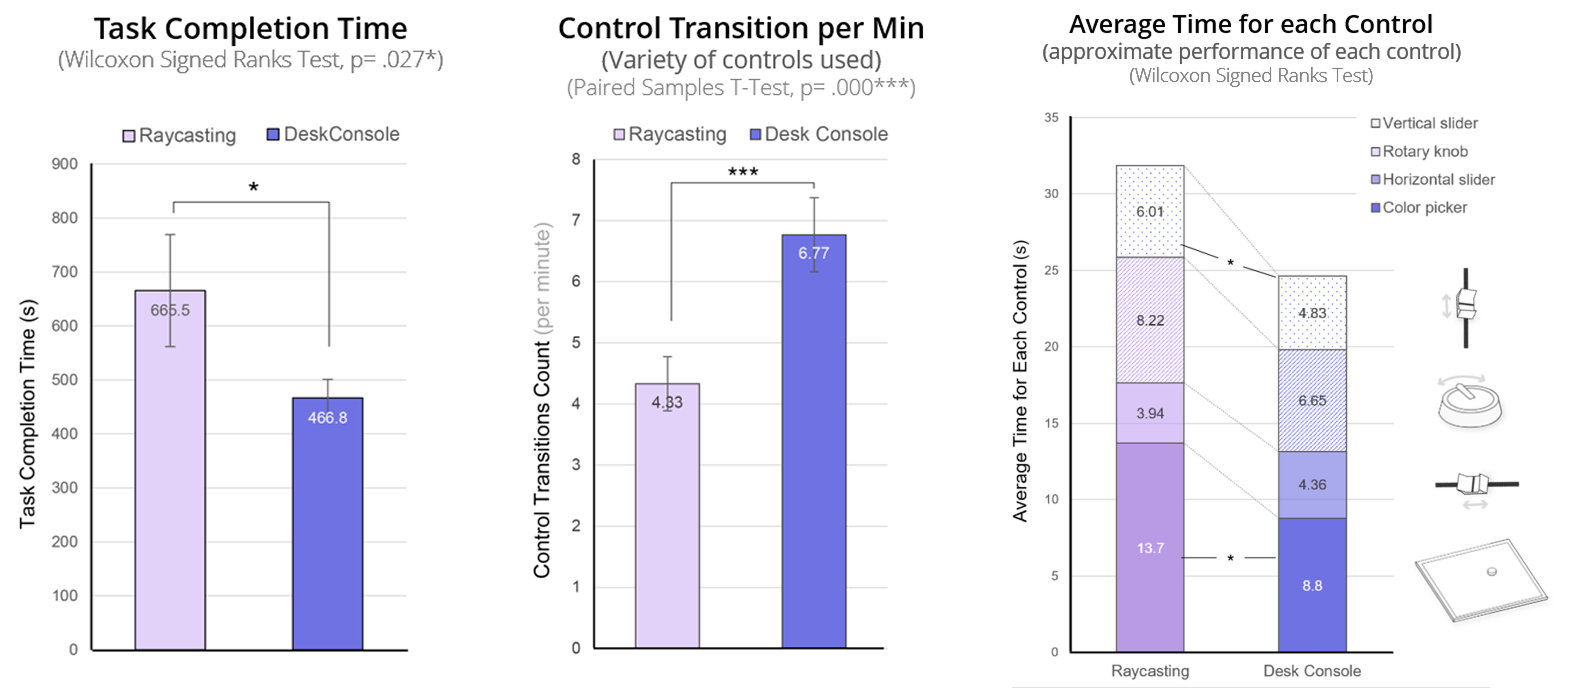 Task Completion Time
(Wilcoxon Signed Ranks Test, p= .027*)
Raycasting
DeskConsole
Task Completion Time (s)
900
800
700
600
500
400
300
200
100
0
*
665.5
466.8
Control Transition per Min
(Variety of controls used)
(Paired Samples T-Test, p= .000***)
Raycasting
Desk Console
Control Transitions Count (per minute)
8
7
6
5
4
3
2
1
0
***
4.33
6.77
Average Time for each Control
(approximate performance of each control)
(Wilcoxon Signed Ranks Test)
Vertical slider
Rotary knob
Horizontal slider
Color picker
Average Time for Each Control (s)
35
30
25
20
15
10
5
0
6.01
8.22
3.94
13.7
*
*
4.83
6.65
4.36
8.8
Raycasting
Desk Console